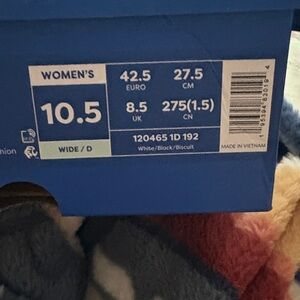 WOMEN'S
10.5
WIDE / D
42.5
EURO
27.5
CM
8.5
UK
275(1.5)
CN
120465 1D 192
White/Black/Biscuit
MADE IN VIETNAM